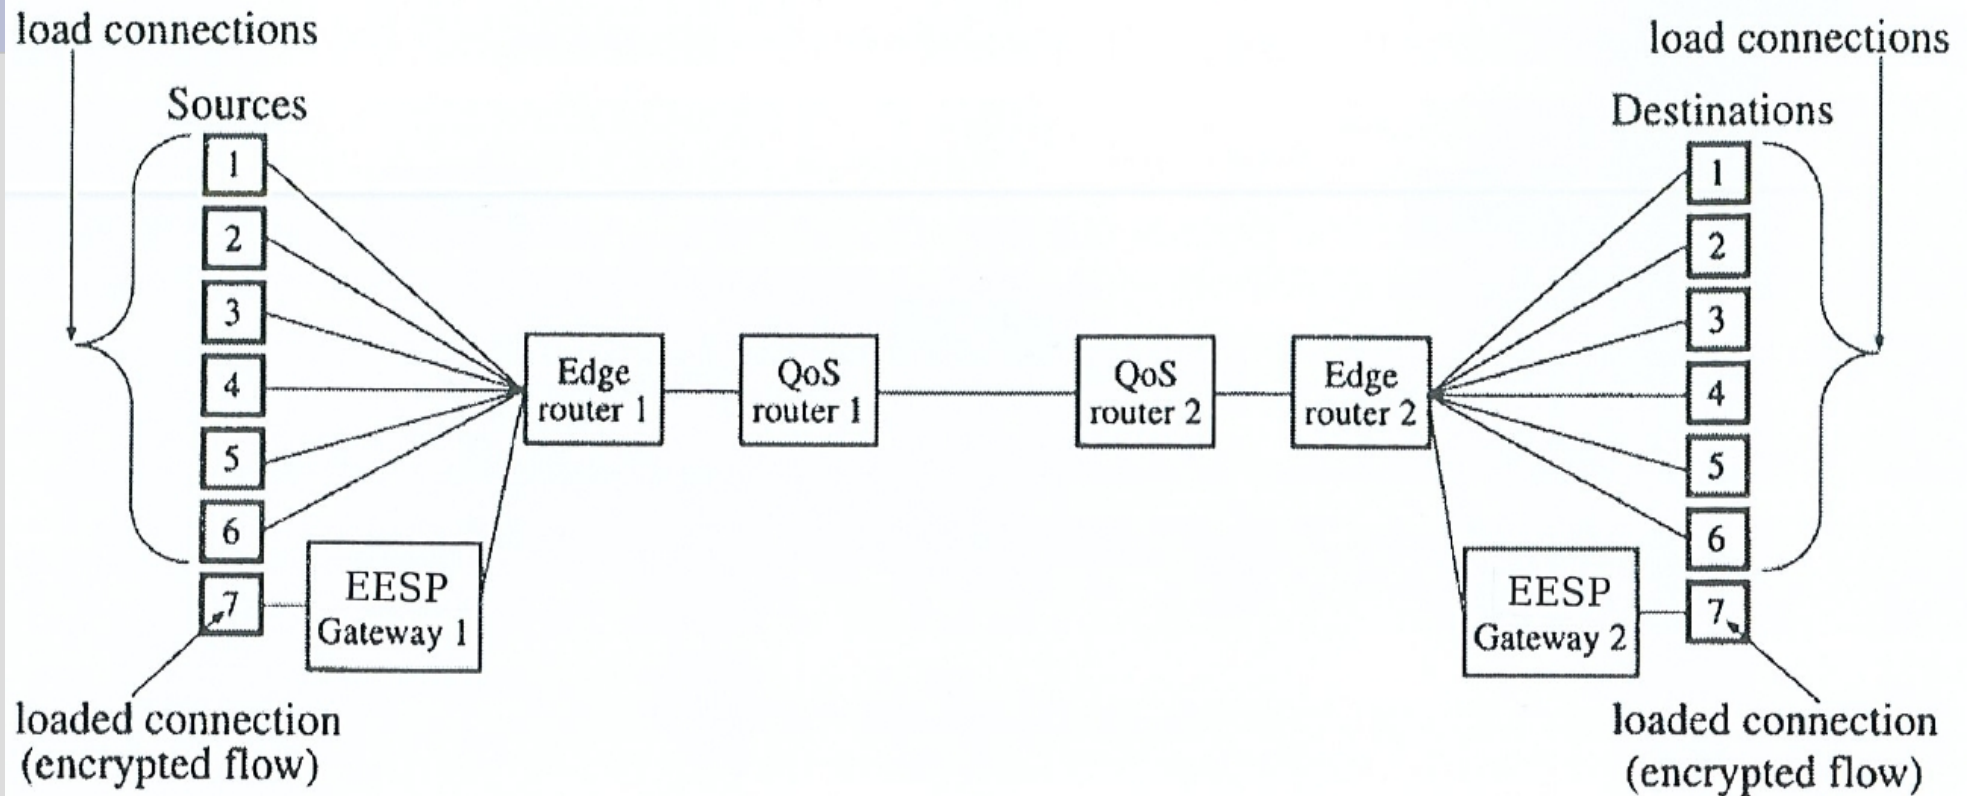 load connections
load connections
Sources
Destinations
1
2
3
4
5
6
7
EESP
Gateway 1
Edge
router 1
QoS
router 1
QoS
router 2
Edge
router 2
1
2
3
4
5
6
7
EESP
Gateway 2
loaded connection
(encrypted flow)
loaded connection
(encrypted flow)